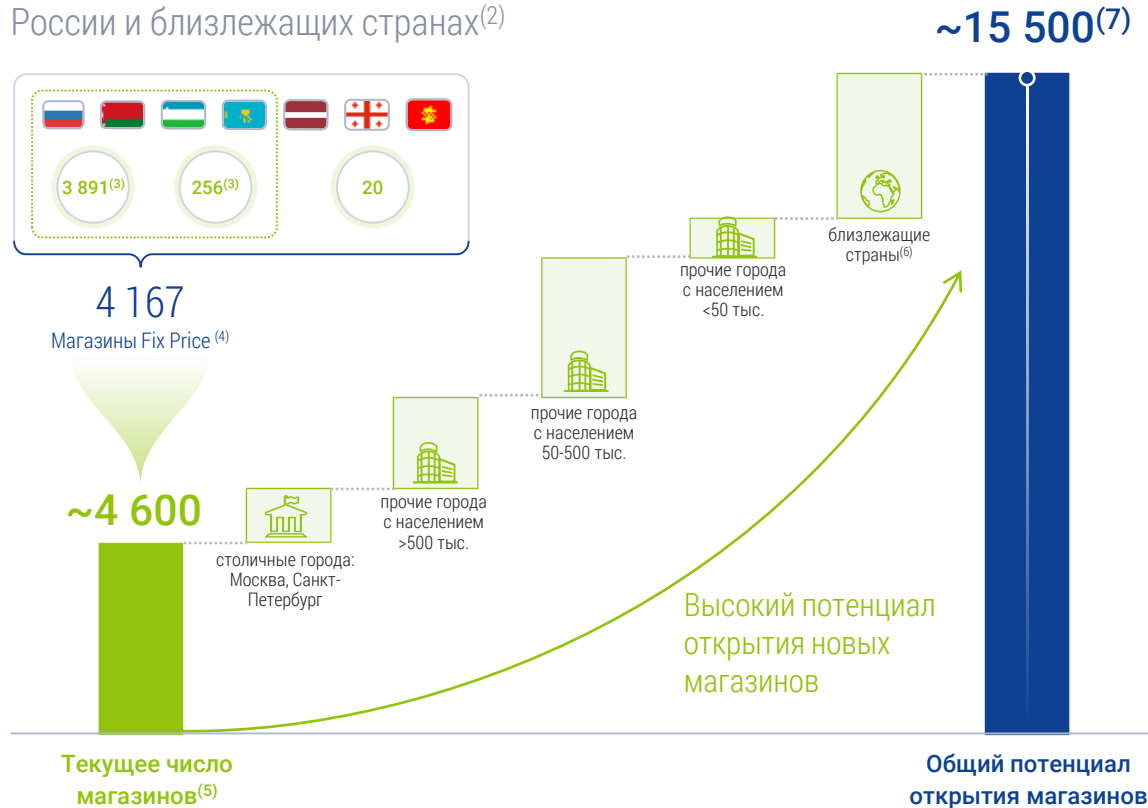 России и близлежащих странах(2)
~15 500(7)
3 891(3)
256(3)
20
4 167
Магазины Fix Price (4)
~4 600
столичные города:
Москва, Санкт-
Петербург
прочие города
с населением
>500 тыс.
прочие города
с населением
50-500 тыс.
прочие города
с населением
<50 тыс.
близлежащие
страны(6)
Высокий потенциал
открытия новых
магазинов
Текущее число
магазинов(5)
Общий потенциал
открытия магазинов